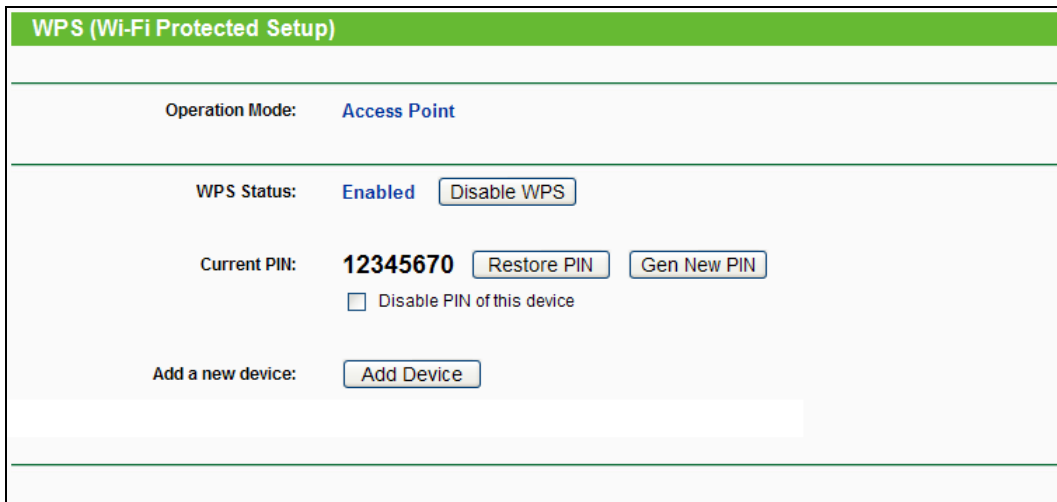 WPS (Wi-Fi Protected Setup)
Operation Mode: Access Point
WPS Status: Enabled Disable WPS
Current PIN: 12345670 Restore PIN Gen New PIN
Disable PIN of this device
Add a new device: Add Device